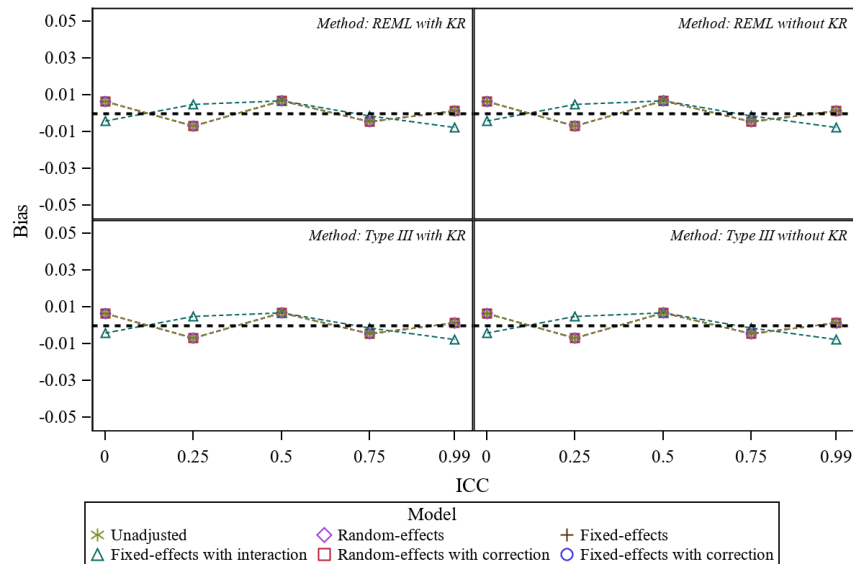 Method: REML with KR
Method: REML without KR
0.05
0.03
0.01
-0.01
-0.03
-0.05
Bias
Method: Type III with KR
Method: Type III without KR
0.05
0.03
0.01
-0.01
-0.03
-0.05
0 0.25 0.5 0.75 0.99 0 0.25 0.5 0.75 0.99
ICC
Model
Unadjusted Random-effects Fixed-effects
Fixed-effects with interaction Random-effects with correction Fixed-effects with correction